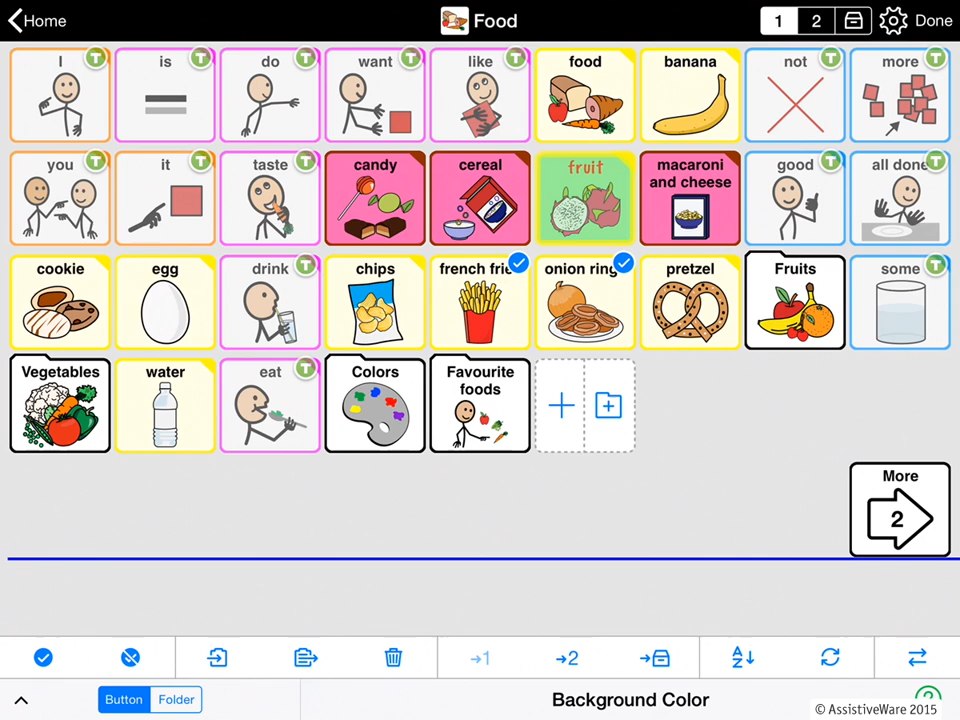 Home
Food
1
2
Done
I
is
do
want
like
food
banana
not
more
you
it
taste
candy
cereal
fruit
macaroni
and cheese
good
all done
cookie
egg
drink
chips
french frie
onion ring
pretzel
Fruits
some
Vegetables
water
eat
Colors
Favourite
foods
More
2
→1
→2
A
Z
Button
Folder
Background Color
© AssistiveWare 2015